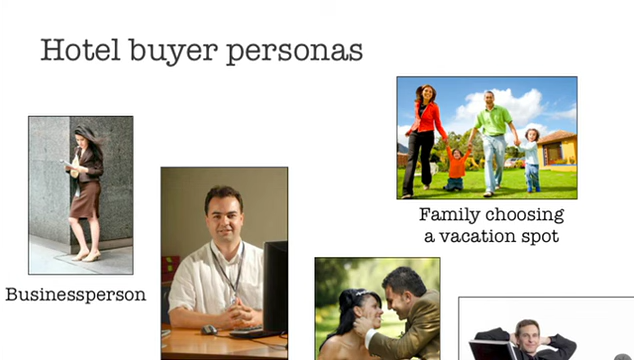 Hotel buyer personas
Family choosing
a vacation spot
Businessperson